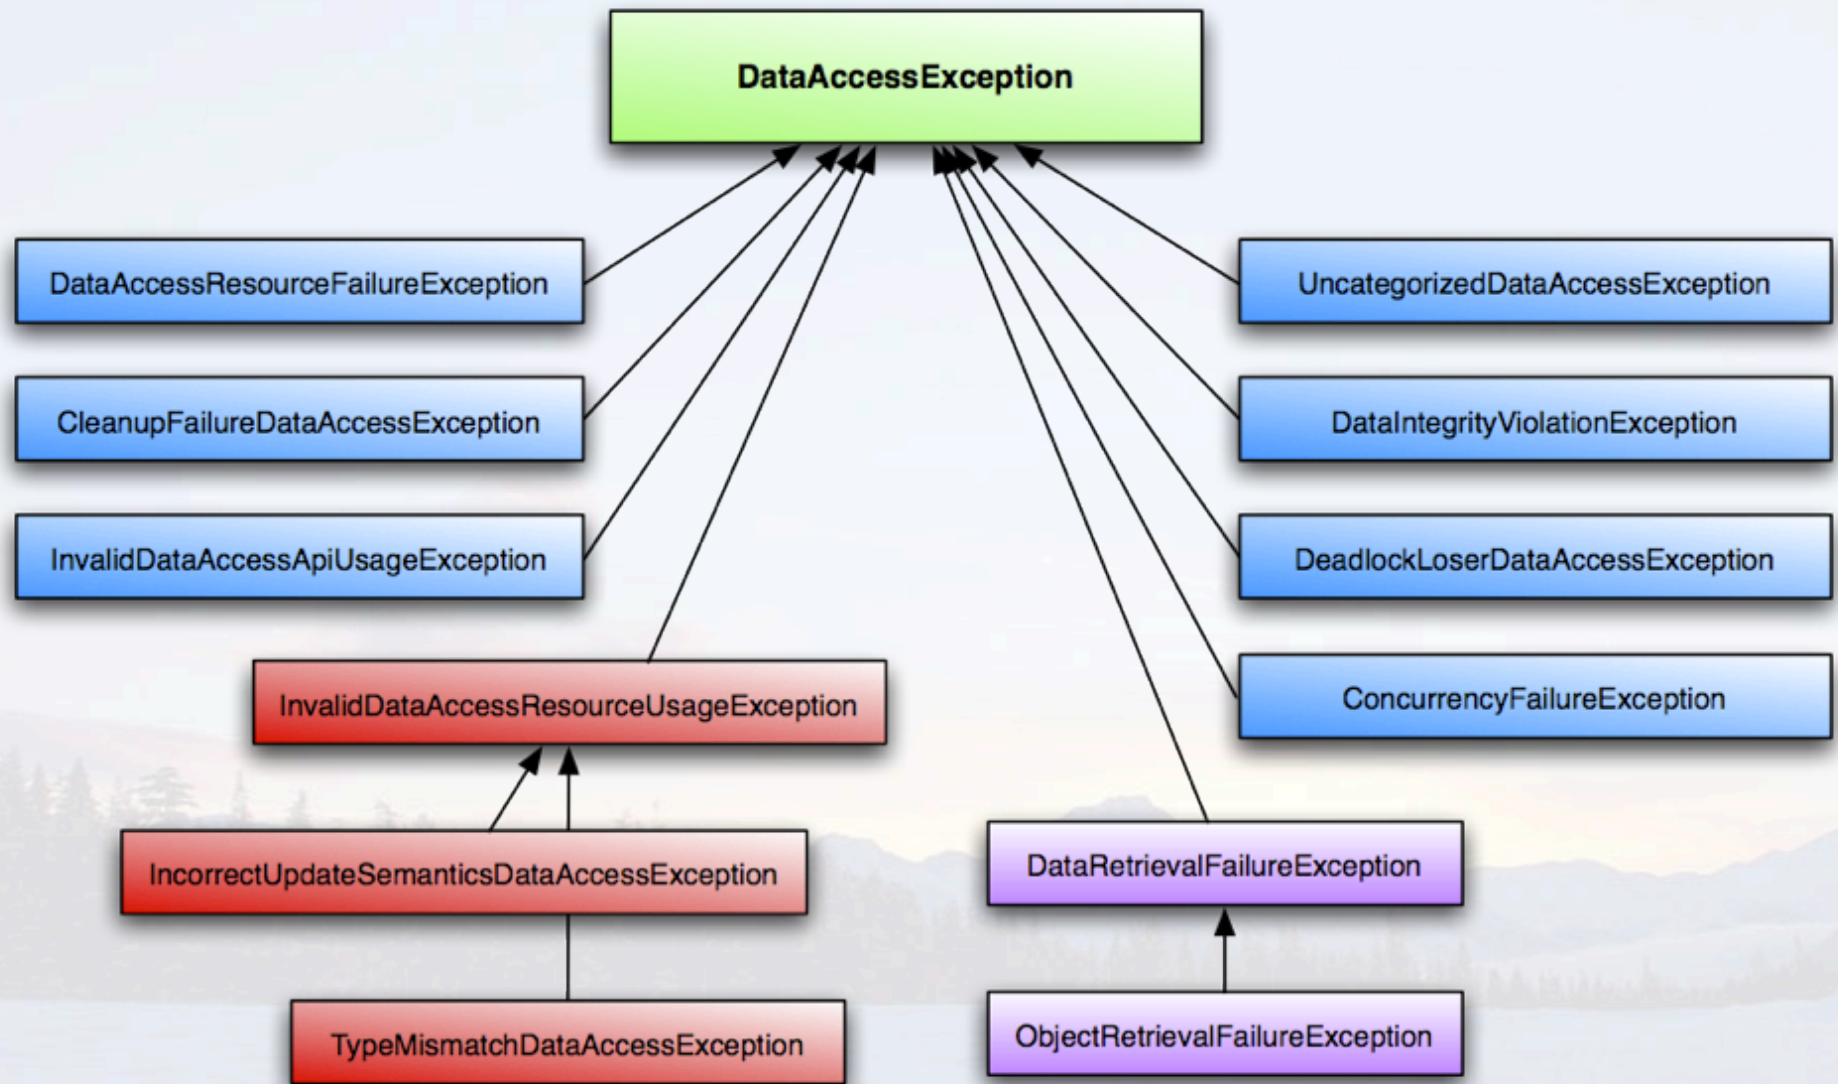 DataAccessException
DataAccessResourceFailureException
UncategorizedDataAccessException
CleanupFailureDataAccessException
DataIntegrityViolationException
InvalidDataAccessApiUsageException
DeadlockLoserDataAccessException
InvalidDataAccessResourceUsageException
ConcurrencyFailureException
IncorrectUpdateSemanticsDataAccessException
DataRetrievalFailureException
TypeMismatchDataAccessException
ObjectRetrievalFailureException